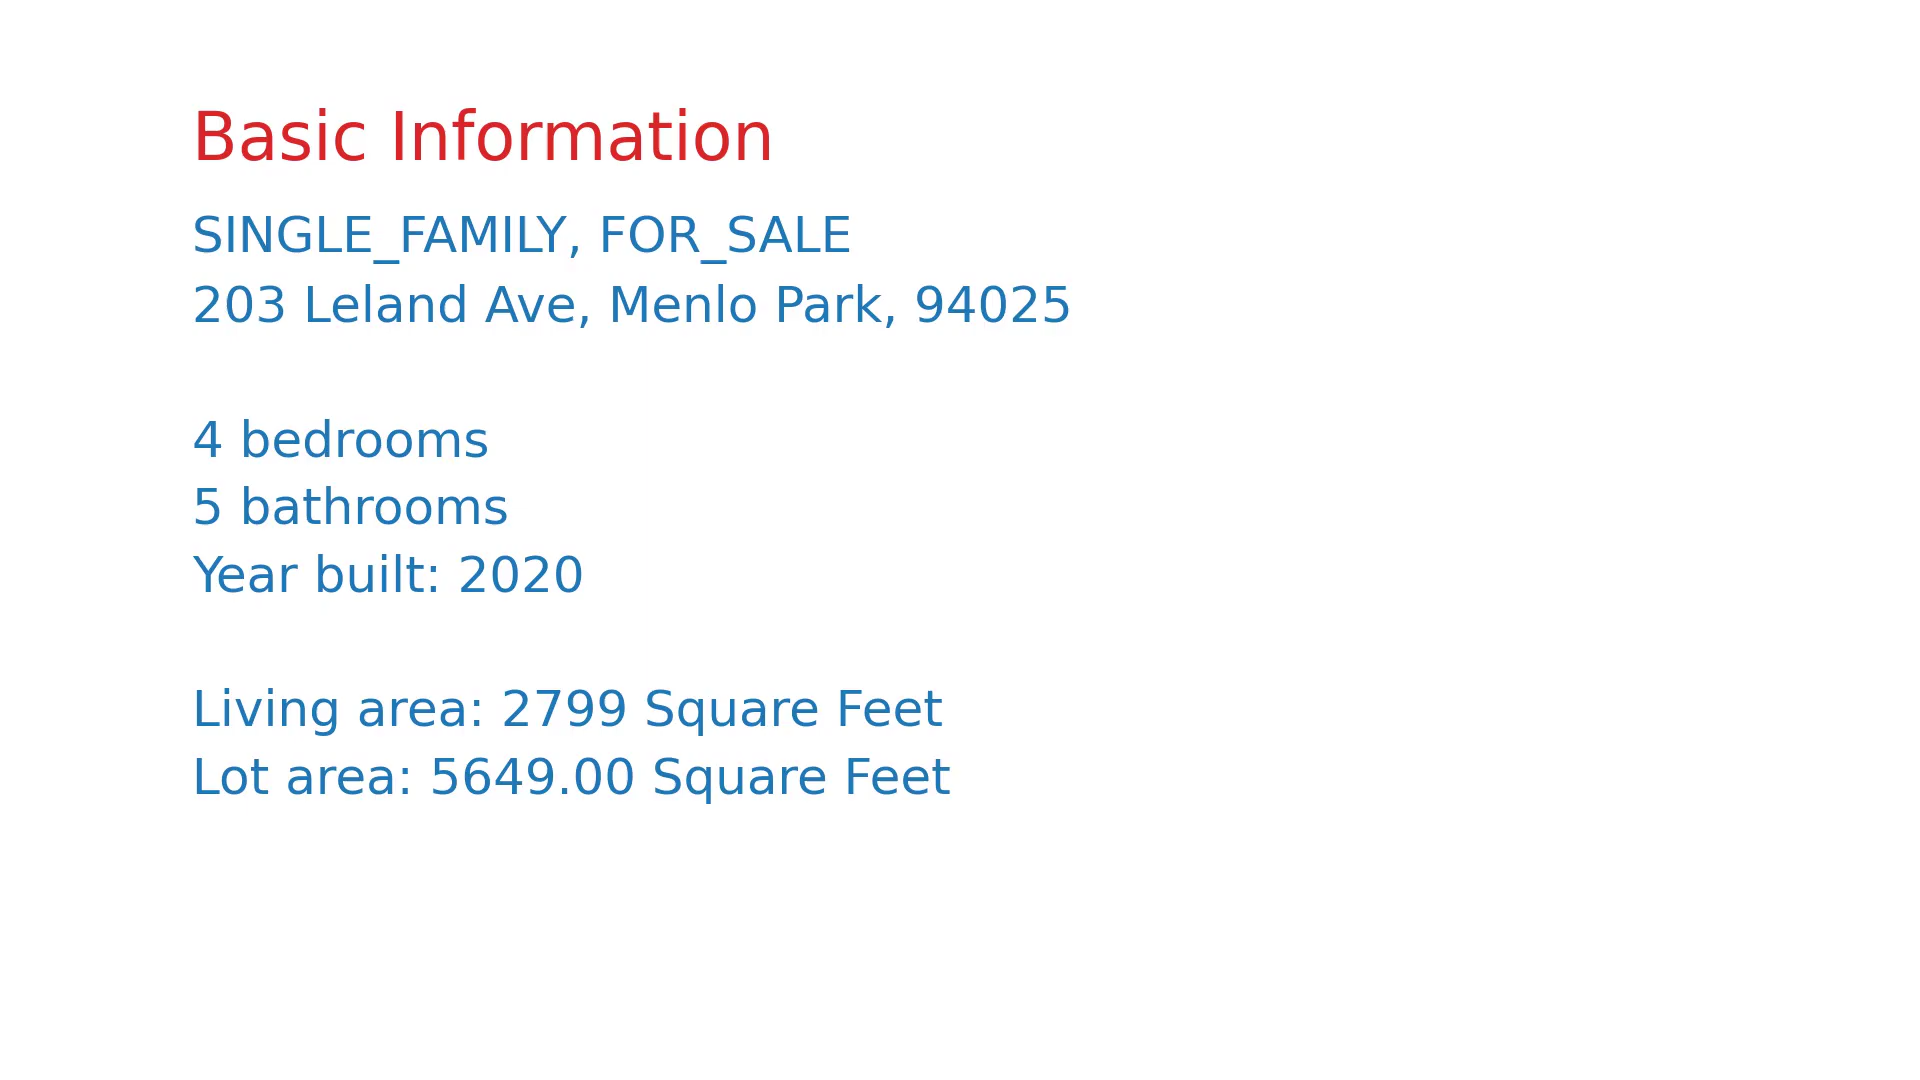 Basic Information
SINGLE_FAMILY, FOR_SALE
203 Leland Ave, Menlo Park, 94025
4 bedrooms
5 bathrooms
Year built: 2020
Living area: 2799 Square Feet
Lot area: 5649.00 Square Feet